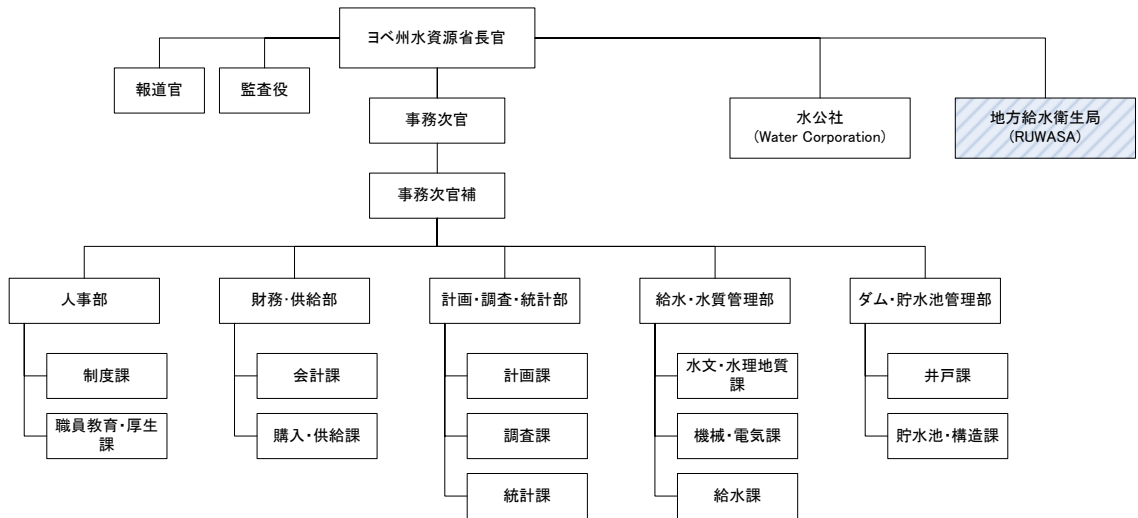 ヨベ州水資源省長官
報道官
監査役
事務次官
水公社
(Water Corporation)
地方給水衛生局
(RUWASA)
事務次官補
人事部
財務・供給部
計画・調査・統計部
給水・水質管理部
ダム・貯水池管理部
制度課
会計課
計画課
水文・水理地質
課
井戸課
職員教育・厚生
課
購入・供給課
調査課
機械・電気課
貯水池・構造課
統計課
給水課